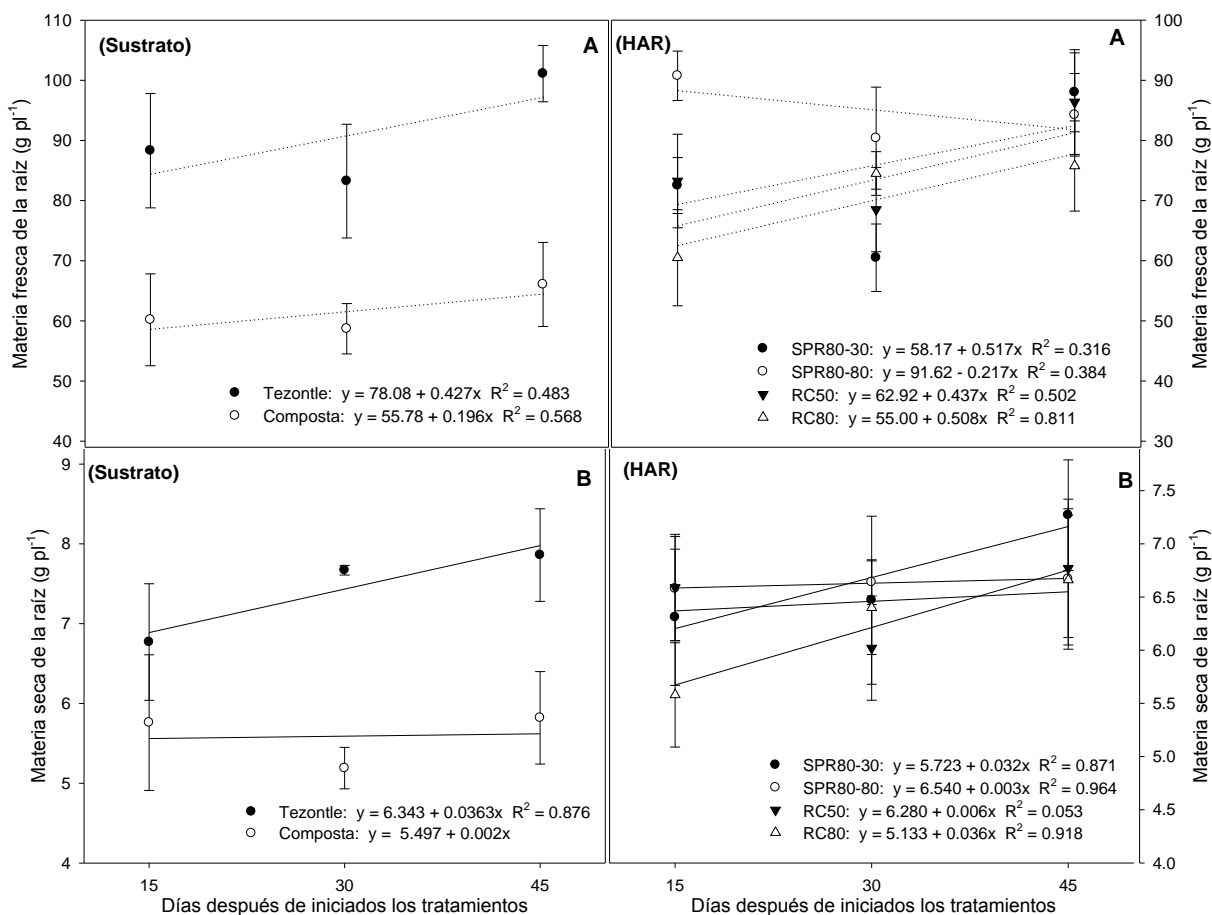 (Sustrato)
A
110
100
90
80
70
60
50
40
Materia fresca de la raíz (g pl⁻¹)
Tezontle: y = 78.08 + 0.427x R² = 0.483
Composta: y = 55.78 + 0.196x R² = 0.568
(HAR)
A
100
90
80
70
60
50
40
30
Materia fresca de la raíz (g pl⁻¹)
SPR80-30: y = 58.17 + 0.517x R² = 0.316
SPR80-80: y = 91.62 - 0.217x R² = 0.384
RC50: y = 62.92 + 0.437x R² = 0.502
RC80: y = 55.00 + 0.508x R² = 0.811
(Sustrato)
B
9
8
7
6
5
4
Materia seca de la raíz (g pl⁻¹)
Tezontle: y = 6.343 + 0.0363x R² = 0.876
Composta: y = 5.497 + 0.002x
15 30 45
Días después de iniciados los tratamientos
(HAR)
B
7.5
7.0
6.5
6.0
5.5
5.0
4.5
4.0
Materia seca de la raíz (g pl⁻¹)
SPR80-30: y = 5.723 + 0.032x R² = 0.871
SPR80-80: y = 6.540 + 0.003x R² = 0.964
RC50: y = 6.280 + 0.006x R² = 0.053
RC80: y = 5.133 + 0.036x R² = 0.918
15 30 45
Días después de iniciados los tratamientos